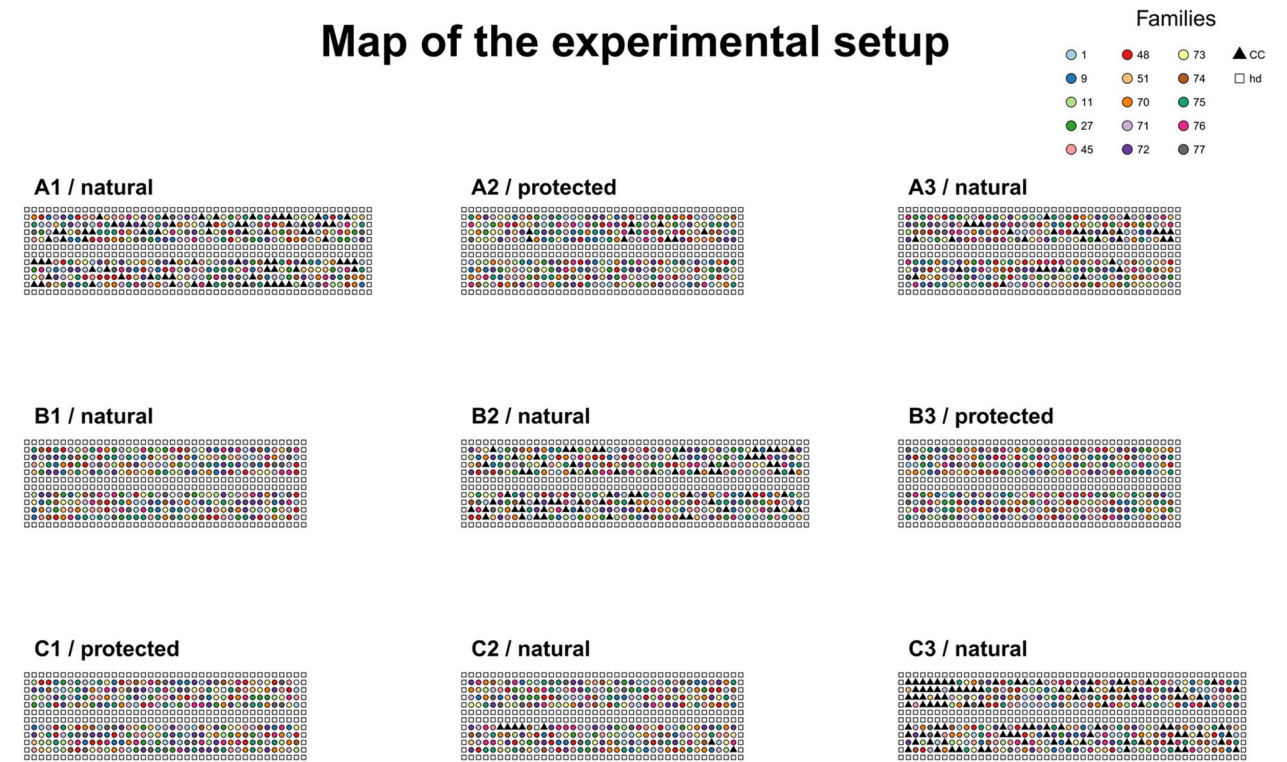 Map of the experimental setup
Families
1 48 73 CC
9 51 74 hd
11 70 75
27 71 76
45 72 77
A1 / natural A2 / protected A3 / natural
B1 / natural B2 / natural B3 / protected
C1 / protected C2 / natural C3 / natural